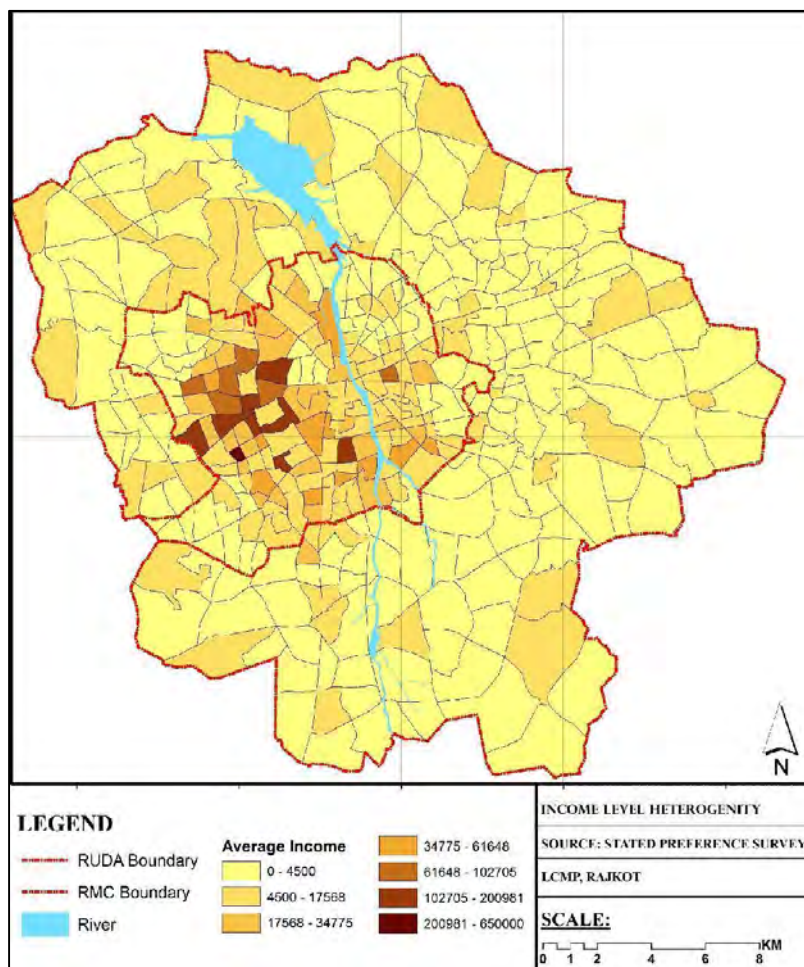 N
LEGEND
RUDA Boundary
RMC Boundary
River
Average Income
0 - 4500
4500 - 17568
17568 - 34775
34775 - 61648
61648 - 102705
102705 - 200981
200981 - 650000
INCOME LEVEL HETEROGENITY
SOURCE: STATED PREFERENCE SURVEY
LCMP, RAJKOT
SCALE:
0 1 2 4 6 8 KM